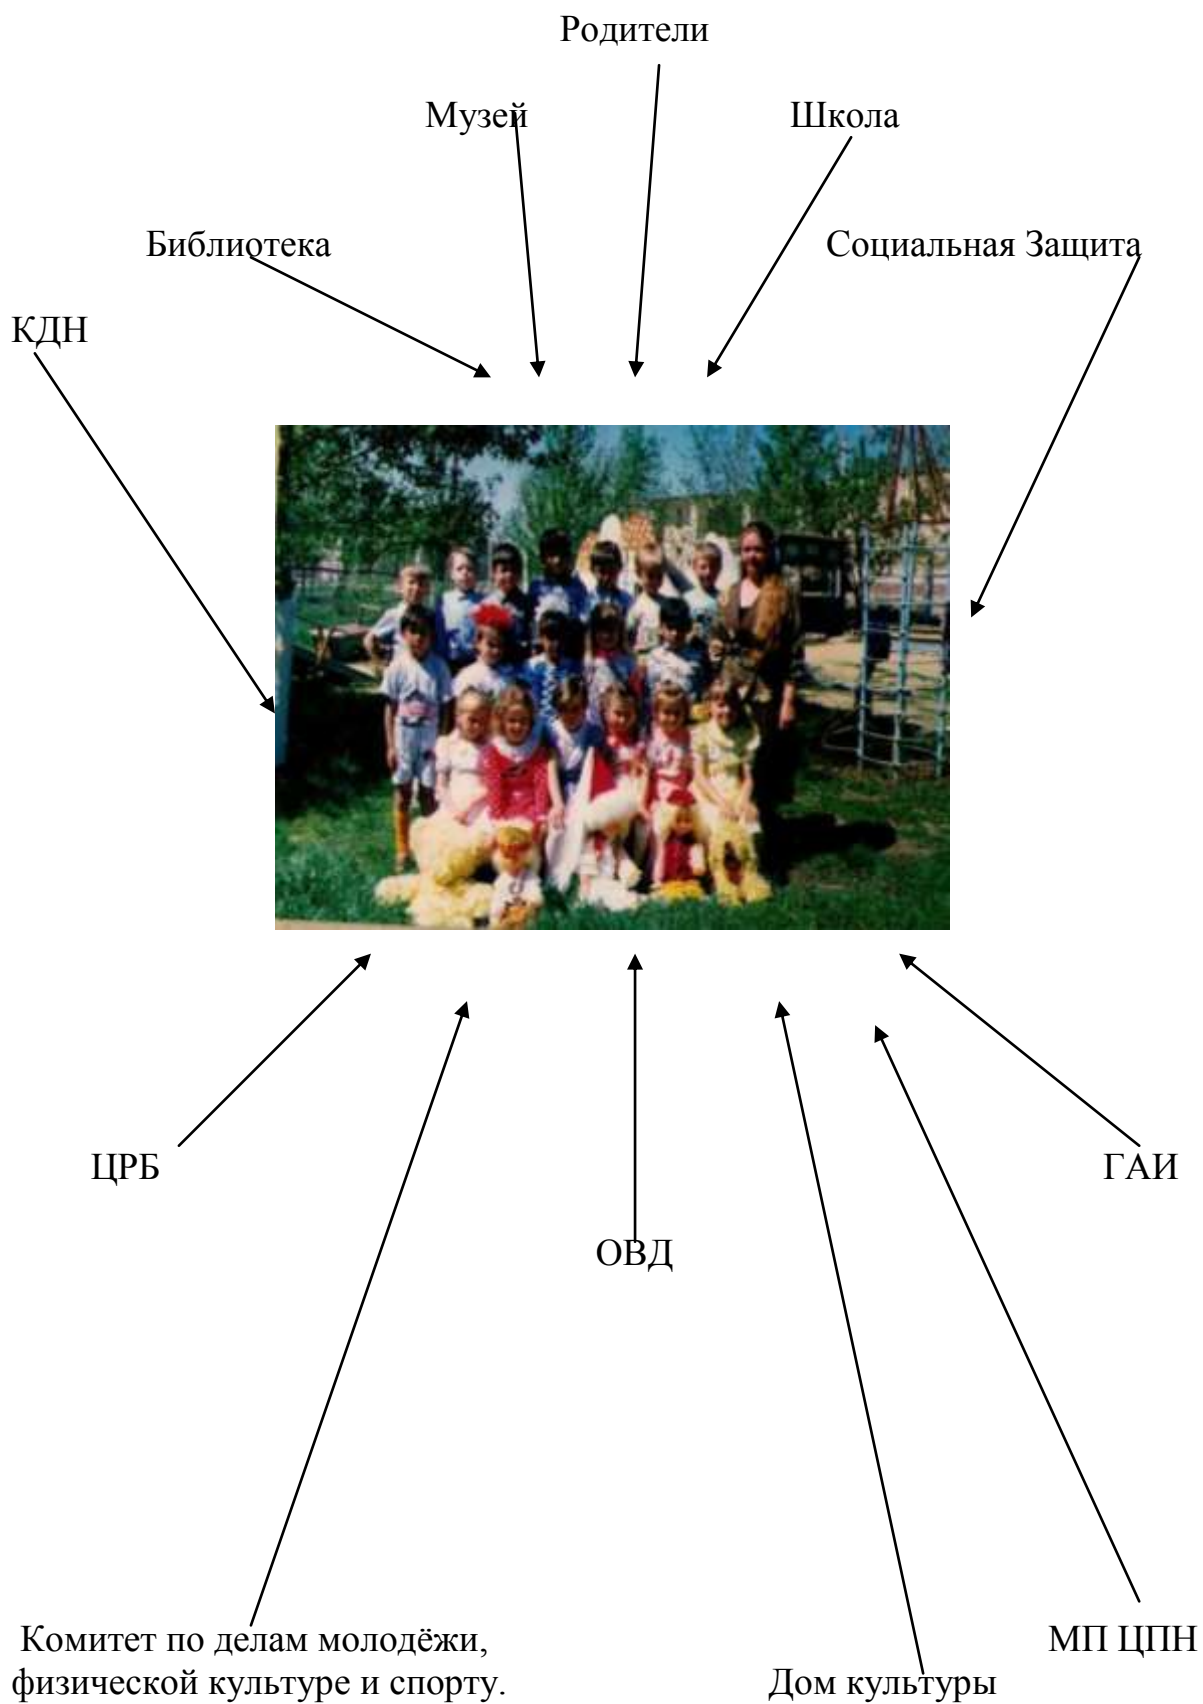 Родители
Музей
Школа
Библиотека
Социальная Защита
КДН
ЦРБ
ГАИ
ОВД
Комитет по делам молодёжи,
физической культуре и спорту.
МП ЦПН
Дом культуры